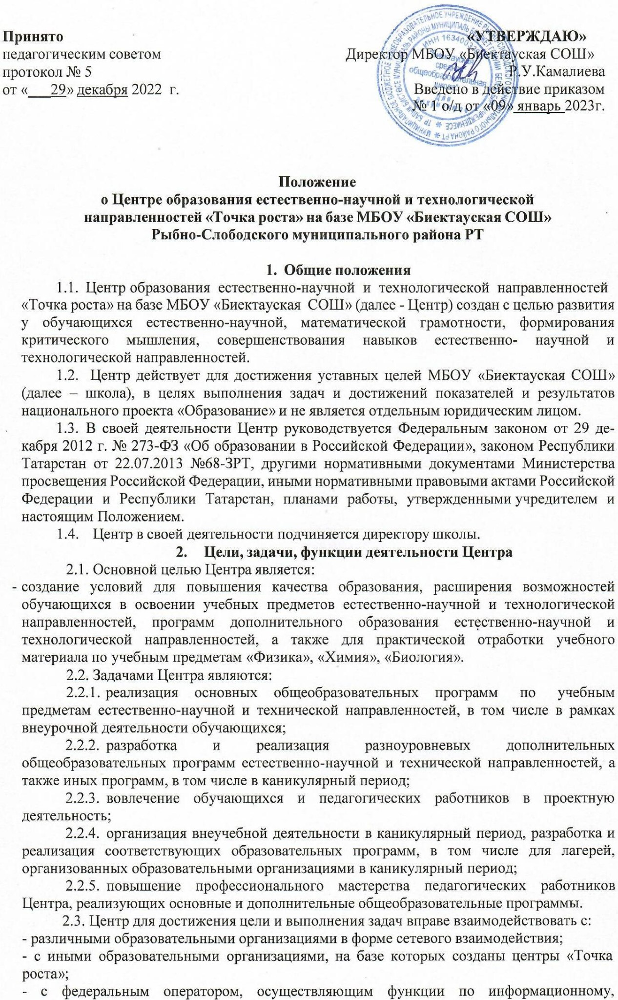 Принято
«УТВЕРЖДАЮ»
педагогическим советом
Директор МБОУ «Биектауская СОШ»
протокол № 5
Р.У.Камалиева
от «___29» декабря 2022 г.
Введено в действие приказом
№ 1 о/д от «09» январь 2023г.
ИНН 16340033
"Биектауская
средняя
общеобразовательная
школа"
Для
документов
Положение
о Центре образования естественно-научной и технологической
направленностей «Точка роста» на базе МБОУ «Биектауская СОШ»
Рыбно-Слободского муниципального района РТ
1. Общие положения
1.1. Центр образования естественно-научной и технологической направленностей
«Точка роста» на базе МБОУ «Биектауская СОШ» (далее - Центр) создан с целью развития
у обучающихся естественно-научной, математической грамотности, формирования
критического мышления, совершенствования навыков естественно- научной и
технологической направленностей.
1.2. Центр действует для достижения уставных целей МБОУ «Биектауская СОШ»
(далее – школа), в целях выполнения задач и достижений показателей и результатов
национального проекта «Образование» и не является отдельным юридическим лицом.
1.3. В своей деятельности Центр руководствуется Федеральным законом от 29 де-
кабря 2012 г. № 273-ФЗ «Об образовании в Российской Федерации», законом Республики
Татарстан от 22.07.2013 №68-ЗРТ, другими нормативными документами Министерства
просвещения Российской Федерации, иными нормативными правовыми актами Российской
Федерации и Республики Татарстан, планами работы, утвержденными учредителем и
настоящим Положением.
1.4. Центр в своей деятельности подчиняется директору школы.
2. Цели, задачи, функции деятельности Центра
2.1. Основной целью Центра является:
- создание условий для повышения качества образования, расширения возможностей
обучающихся в освоении учебных предметов естественно-научной и технологической
направленностей, программ дополнительного образования естественно-научной и
технологической направленностей, а также для практической отработки учебного
материала по учебным предметам «Физика», «Химия», «Биология».
2.2. Задачами Центра являются:
2.2.1. реализация основных общеобразовательных программ по учебным
предметам естественно-научной и технической направленностей, в том числе в рамках
внеурочной деятельности обучающихся;
2.2.2. разработка и реализация разноуровневых дополнительных
общеобразовательных программ естественно-научной и технической направленностей, а
также иных программ, в том числе в каникулярный период;
2.2.3. вовлечение обучающихся и педагогических работников в проектную
деятельность;
2.2.4. организация внеучебной деятельности в каникулярный период, разработка и
реализация соответствующих образовательных программ, в том числе для лагерей,
организованных образовательными организациями в каникулярный период;
2.2.5. повышение профессионального мастерства педагогических работников
Центра, реализующих основные и дополнительные общеобразовательные программы.
2.3. Центр для достижения цели и выполнения задач вправе взаимодействовать с:
- различными образовательными организациями в форме сетевого взаимодействия;
- с иными образовательными организациями, на базе которых созданы центры «Точка
роста»;
- с федеральным оператором, осуществляющим функции по информационному,